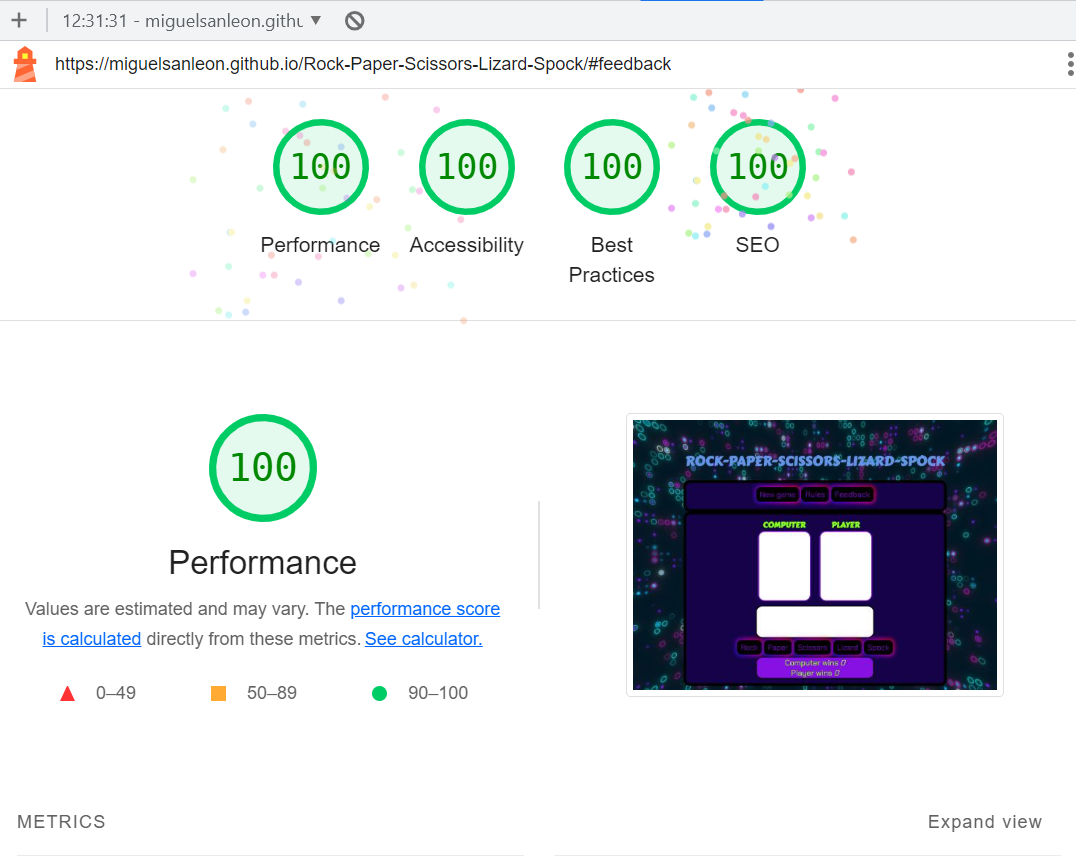 12:31:31 - miguelsanleon.githu
https://miguelsanleon.github.io/Rock-Paper-Scissors-Lizard-Spock/#feedback
100 100 100 100
Performance Accessibility Best Practices SEO
100
Performance
Values are estimated and may vary. The performance score
is calculated directly from these metrics. See calculator.
0–49 50–89 90–100
ROCK-PAPER-SCISSORS-LIZARD-SPOCK
New game Rules Feedback
COMPUTER PLAYER
Rock Paper Scissors Lizard Spock
Computer wins 0
Player wins 0
METRICS
Expand view